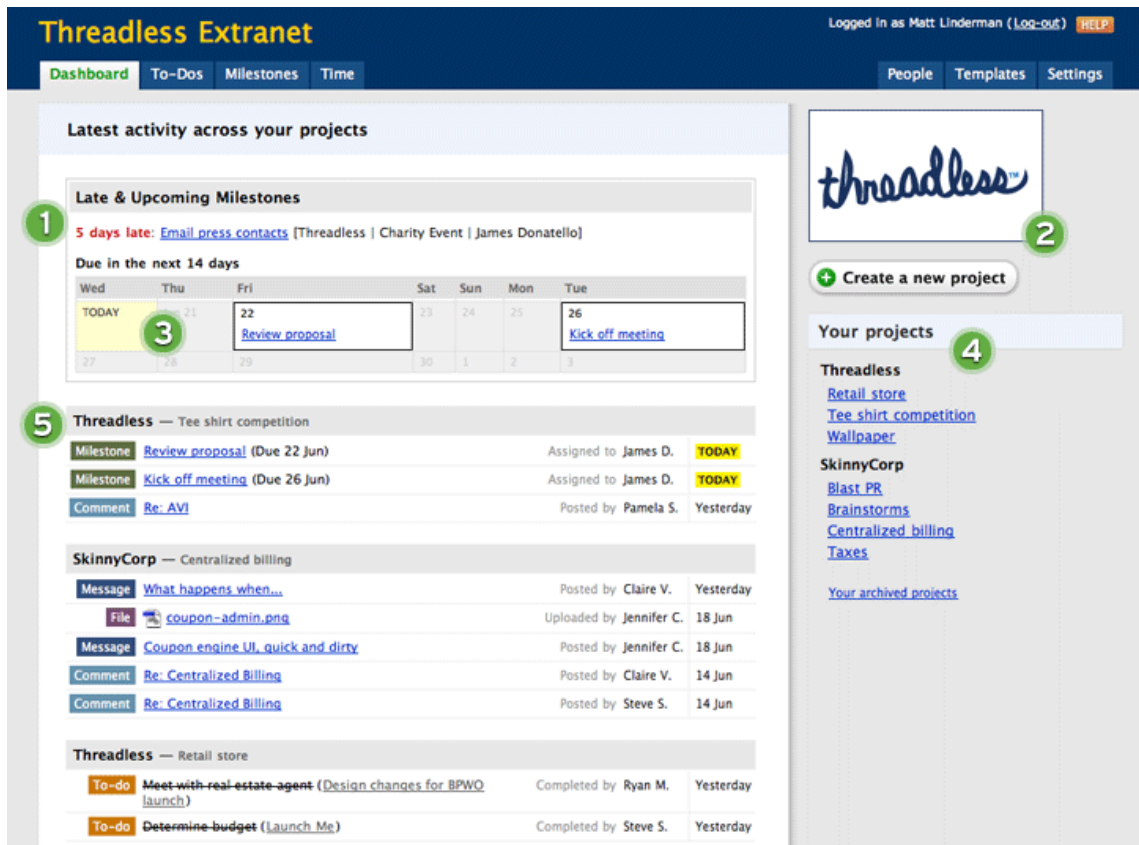 Threadless Extranet
Logged in as Matt Linderman (Log-out) HELP
Dashboard To-Dos Milestones Time
People Templates Settings
Latest activity across your projects
Late & Upcoming Milestones
1
5 days late: Email press contacts [Threadless | Charity Event | James Donatello]
Due in the next 14 days
Wed Thu Fri Sat Sun Mon Tue
TODAY 21 22 23 24 25 26
3
Review proposal Kick off meeting
27 28 29 30 1 2 3
5
Threadless — Tee shirt competition
Milestone Review proposal (Due 22 Jun) Assigned to James D. TODAY
Milestone Kick off meeting (Due 26 Jun) Assigned to James D. TODAY
Comment Re: AVI Posted by Pamela S. Yesterday
SkinnyCorp — Centralized billing
Message What happens when... Posted by Claire V. Yesterday
File coupon-admin.png Uploaded by Jennifer C. 18 Jun
Message Coupon engine UI, quick and dirty Posted by Jennifer C. 18 Jun
Comment Re: Centralized Billing Posted by Claire V. 14 Jun
Comment Re: Centralized Billing Posted by Steve S. 14 Jun
Threadless — Retail store
To-do Meet with real estate agent (Design changes for BPWO
launch) Completed by Ryan M. Yesterday
To-do Determine budget (Launch Me) Completed by Steve S. Yesterday
threadless™
2
Create a new project
Your projects
4
Threadless
Retail store
Tee shirt competition
Wallpaper
SkinnyCorp
Blast PR
Brainstorms
Centralized billing
Taxes
Your archived projects